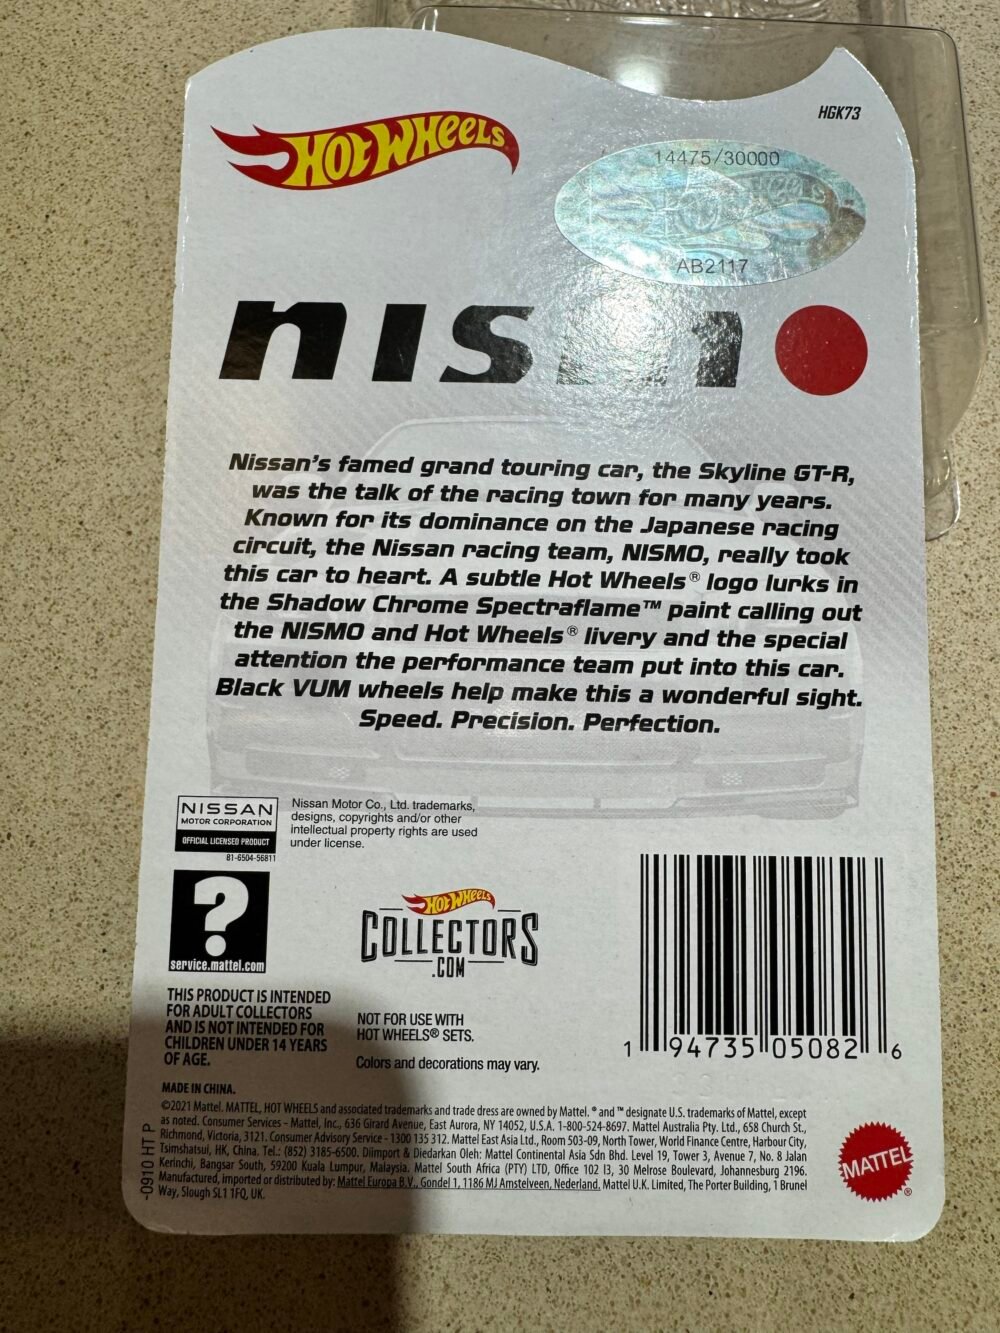 HGK73
HOT WHEELS
14475/30000
AB2117
nism
Nissan's famed grand touring car, the Skyline GT-R,
was the talk of the racing town for many years.
Known for its dominance on the Japanese racing
circuit, the Nissan racing team, NISMO, really took
this car to heart. A subtle Hot Wheels® logo lurks in
the Shadow Chrome Spectraflame™ paint calling out
the NISMO and Hot Wheels® livery and the special
attention the performance team put into this car.
Black VUM wheels help make this a wonderful sight.
Speed. Precision. Perfection.
NISSAN
MOTOR CORPORATION
OFFICIAL LICENSED PRODUCT
81-6504-56811
Nissan Motor Co., Ltd. trademarks,
designs, copyrights and/or other
intellectual property rights are used
under license.
?
service.mattel.com
HOT WHEELS
COLLECTORS
.COM
THIS PRODUCT IS INTENDED
FOR ADULT COLLECTORS
AND IS NOT INTENDED FOR
CHILDREN UNDER 14 YEARS
OF AGE.
NOT FOR USE WITH
HOT WHEELS® SETS.
Colors and decorations may vary.
1 94735 05082 6
MADE IN CHINA.
©2021 Mattel. MATTEL, HOT WHEELS and associated trademarks and trade dress are owned by Mattel. ® and ™ designate U.S. trademarks of Mattel, except
as noted. Consumer Services – Mattel, Inc., 636 Girard Avenue, East Aurora, NY 14052, U.S.A. 1-800-524-8697. Mattel Australia Pty. Ltd., 658 Church St.,
Richmond, Victoria, 3121. Consumer Advisory Service - 1300 135 312. Mattel East Asia Ltd., Room 503-09, North Tower, World Finance Centre, Harbour City,
Tsimshatsui, HK, China. Tel.: (852) 3185-6500. Diimport & Diedarkan Oleh: Mattel Continental Asia Sdn Bhd. Level 19, Tower 3, Avenue 7, No. 8 Jalan
Kerinchi, Bangsar South, 59200 Kuala Lumpur, Malaysia. Mattel South Africa (PTY) LTD, Office 102 I3, 30 Melrose Boulevard, Johannesburg 2196.
Manufactured, imported or distributed by: Mattel Europa B.V., Gondel 1, 1186 MJ Amstelveen, Nederland. Mattel U.K. Limited, The Porter Building, 1 Brunel
Way, Slough SL1 1FQ, UK.
-0910 HT P
MATTEL®